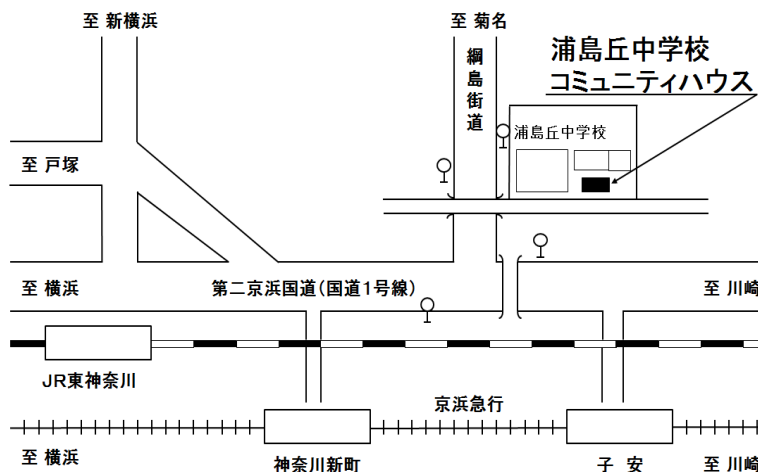 至 新横浜
至 菊名
浦島丘中学校
コミュニティハウス
綱島街道
浦島丘中学校
至 戸塚
至 横浜
第二京浜国道(国道1号線)
至 川崎
JR東神奈川
京浜急行
至 横浜
神奈川新町
子 安
至 川崎